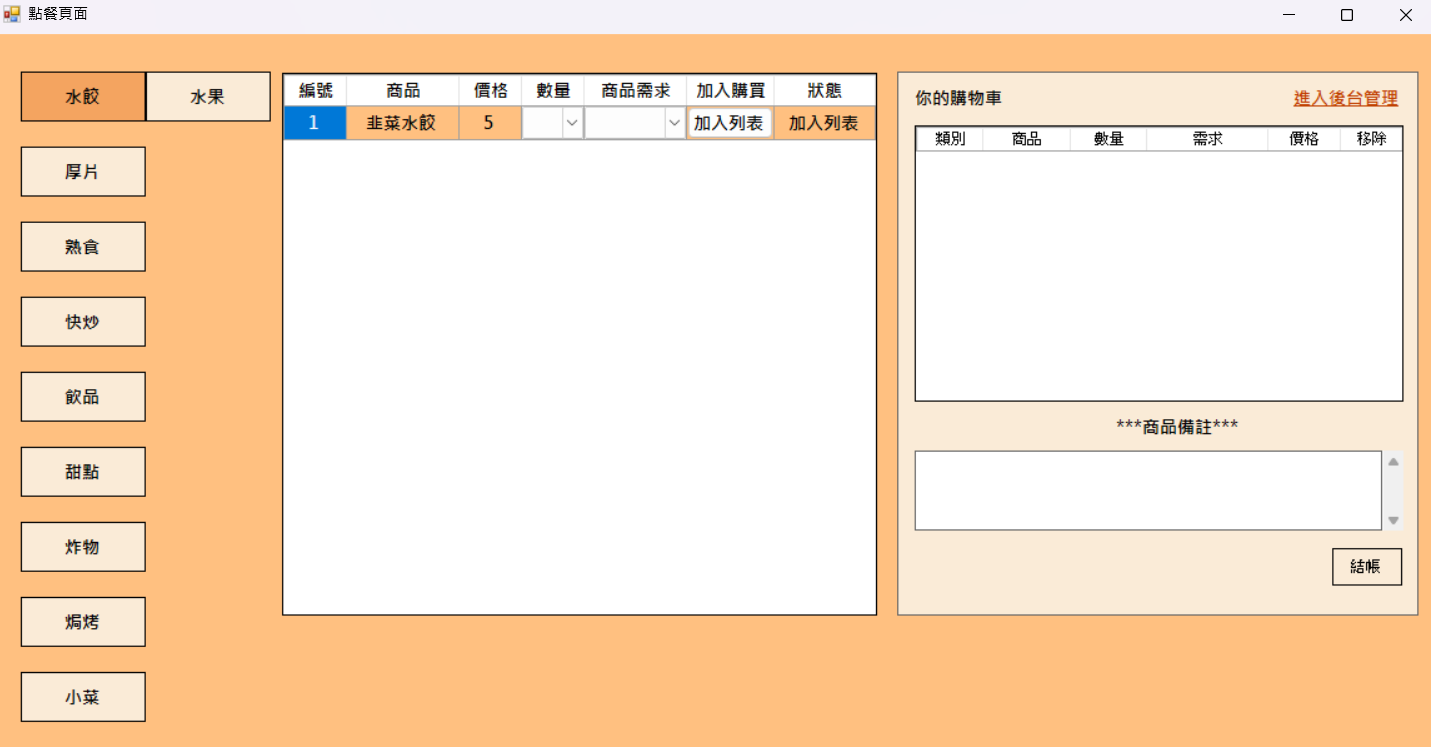 點餐頁面
水餃 水果
厚片
熟食
快炒
飲品
甜點
炸物
焗烤
小菜
編號 商品 價格 數量 商品需求 加入購買 狀態
1 韭菜水餃 5 加入列表 加入列表
你的購物車 進入後台管理
類別 商品 數量 需求 價格 移除
***商品備註***
結帳